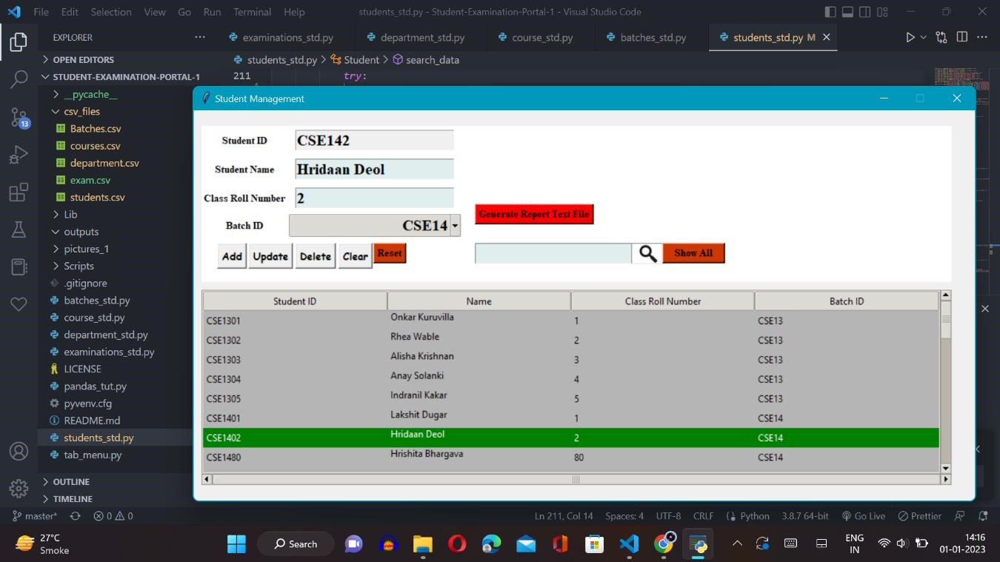 File Edit Selection View Go Run Terminal Help students_std.py - Student-Examination-Portal-1 - Visual Studio Code
EXPLORER
examinations_std.py department_std.py course_std.py batches_std.py students_std.py M
OPEN EDITORS
students_std.py > Student > search_data
STUDENT-EXAMINATION-PORTAL-1
211 try:
__pycache__
csv_files
Batches.csv
courses.csv
department.csv
exam.csv
students.csv
Lib
outputs
pictures_1
Scripts
.gitignore
batches_std.py
course_std.py
department_std.py
examinations_std.py
LICENSE
pandas_tut.py
pyvenv.cfg
README.md
students_std.py
tab_menu.py
OUTLINE
TIMELINE
13
Student Management
Student ID CSE142
Student Name Hridaan Deol
Class Roll Number 2
Batch ID CSE14
Generate Report Text File
Add Update Delete Clear Reset
Show All
Student ID Name Class Roll Number Batch ID
CSE1301 Onkar Kuruvilla 1 CSE13
CSE1302 Rhea Wable 2 CSE13
CSE1303 Alisha Krishnan 3 CSE13
CSE1304 Anay Solanki 4 CSE13
CSE1305 Indranil Kakar 5 CSE13
CSE1401 Lakshit Dugar 1 CSE14
CSE1402 Hridaan Deol 2 CSE14
CSE1480 Hrishita Bhargava 80 CSE14
master* 0 0 Ln 211, Col 14 Spaces: 4 UTF-8 CRLF Python 3.8.7 64-bit Go Live Prettier
27°C
Smoke
Search
ENG
IN
14:16
01-01-2023